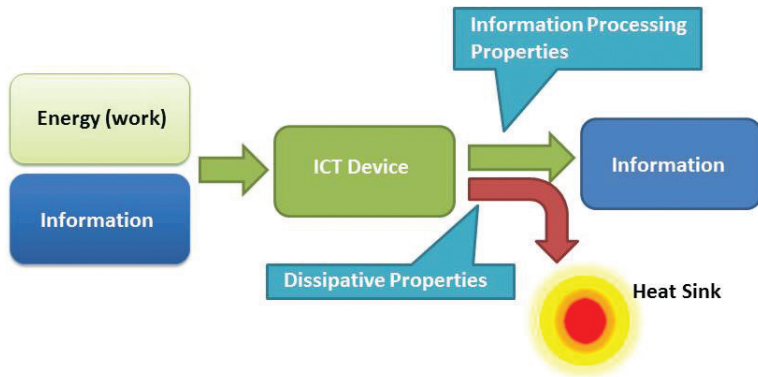 Information Processing
Properties
Energy (work)
ICT Device
Information
Information
Dissipative Properties
Heat Sink